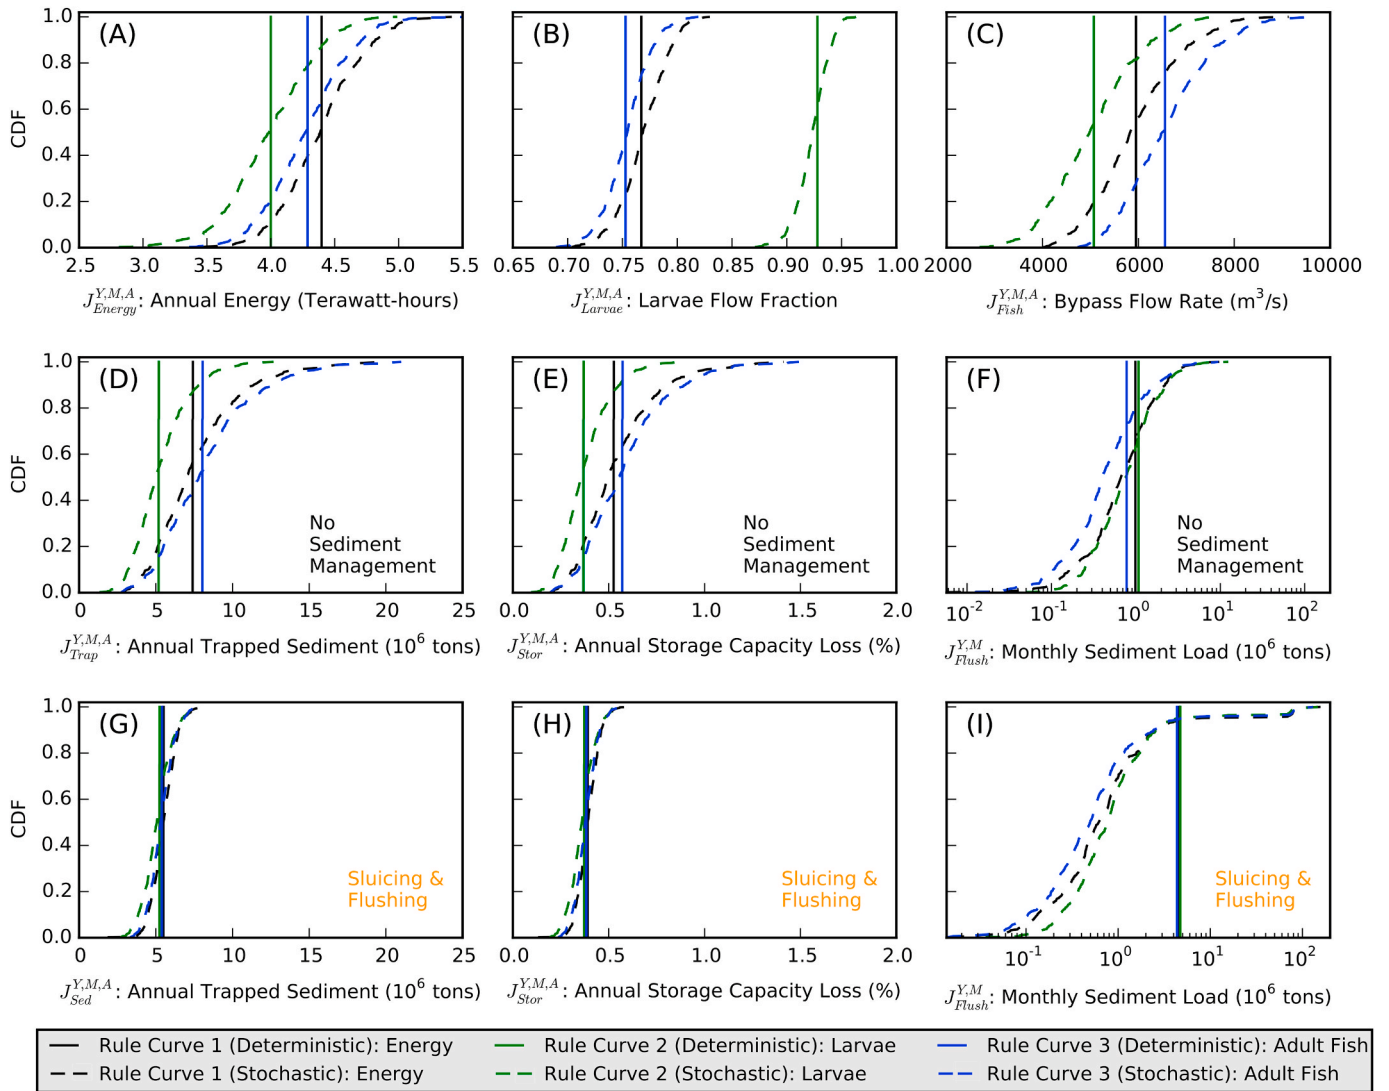 (A) (B) (C)
CDF
1.0
0.8
0.6
0.4
0.2
0.0
2.5 3.0 3.5 4.0 4.5 5.0 5.5
0.65 0.70 0.75 0.80 0.85 0.90 0.95 1.00
2000 4000 6000 8000 10000
J_{Energy}^{Y,M,A}: Annual Energy (Terawatt-hours)
J_{Larvae}^{Y,M,A}: Larvae Flow Fraction
J_{Fish}^{Y,M,A}: Bypass Flow Rate (m³/s)
(D) (E) (F)
CDF
1.0
0.8
0.6
0.4
0.2
0.0
No
Sediment
Management
No
Sediment
Management
No
Sediment
Management
0 5 10 15 20 25
0.0 0.5 1.0 1.5 2.0
10⁻² 10⁻¹ 10⁰ 10¹ 10²
J_{Trap}^{Y,M,A}: Annual Trapped Sediment (10⁶ tons)
J_{Stor}^{Y,M,A}: Annual Storage Capacity Loss (%)
J_{Flush}^{Y,M}: Monthly Sediment Load (10⁶ tons)
(G) (H) (I)
CDF
1.0
0.8
0.6
0.4
0.2
0.0
Sluicing &
Flushing
Sluicing &
Flushing
Sluicing &
Flushing
0 5 10 15 20 25
0.0 0.5 1.0 1.5 2.0
10⁻¹ 10⁰ 10¹ 10²
J_{Sed}^{Y,M,A}: Annual Trapped Sediment (10⁶ tons)
J_{Stor}^{Y,M,A}: Annual Storage Capacity Loss (%)
J_{Flush}^{Y,M}: Monthly Sediment Load (10⁶ tons)
Rule Curve 1 (Deterministic): Energy
Rule Curve 2 (Deterministic): Larvae
Rule Curve 3 (Deterministic): Adult Fish
Rule Curve 1 (Stochastic): Energy
Rule Curve 2 (Stochastic): Larvae
Rule Curve 3 (Stochastic): Adult Fish